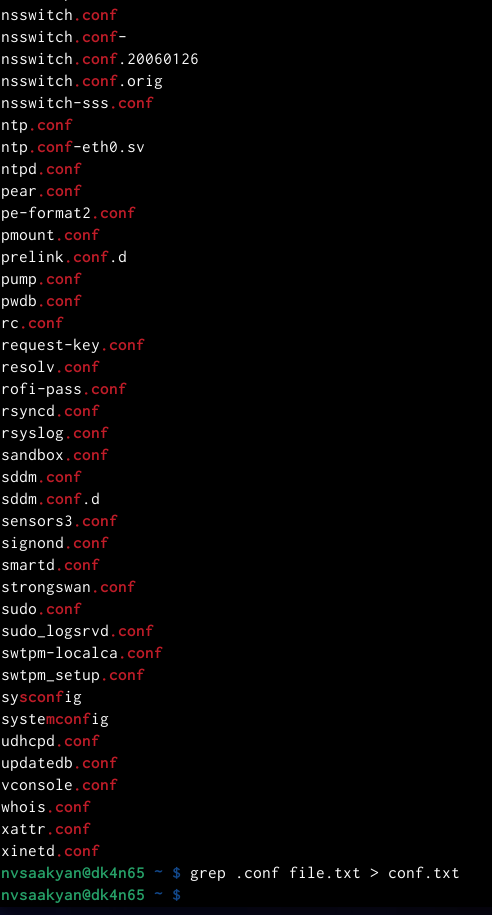 nsswitch.conf
nsswitch.conf-
nsswitch.conf.20060126
nsswitch.conf.orig
nsswitch-sss.conf
ntp.conf
ntp.conf-eth0.sv
ntpd.conf
pear.conf
pe-format2.conf
pmount.conf
prelink.conf.d
pump.conf
pwdb.conf
rc.conf
request-key.conf
resolv.conf
rofi-pass.conf
rsyncd.conf
rsyslog.conf
sandbox.conf
sddm.conf
sddm.conf.d
sensors3.conf
signond.conf
smartd.conf
strongswan.conf
sudo.conf
sudo_logsrvd.conf
swtpm-localca.conf
swtpm_setup.conf
sysconfig
systemconfig
udhcpd.conf
updatedb.conf
vconsole.conf
whois.conf
xattr.conf
xinetd.conf
nvsaakyan@dk4n65 ~ $ grep .conf file.txt > conf.txt
nvsaakyan@dk4n65 ~ $